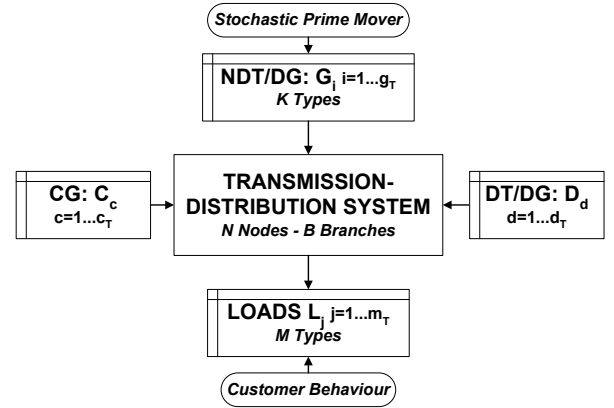 Stochastic Prime Mover
NDT/DG: G_i i=1...g_T
K Types
CG: C_c
c=1...c_T
TRANSMISSION-
DISTRIBUTION SYSTEM
N Nodes - B Branches
DT/DG: D_d
d=1...d_T
LOADS L_j j=1...m_T
M Types
Customer Behaviour